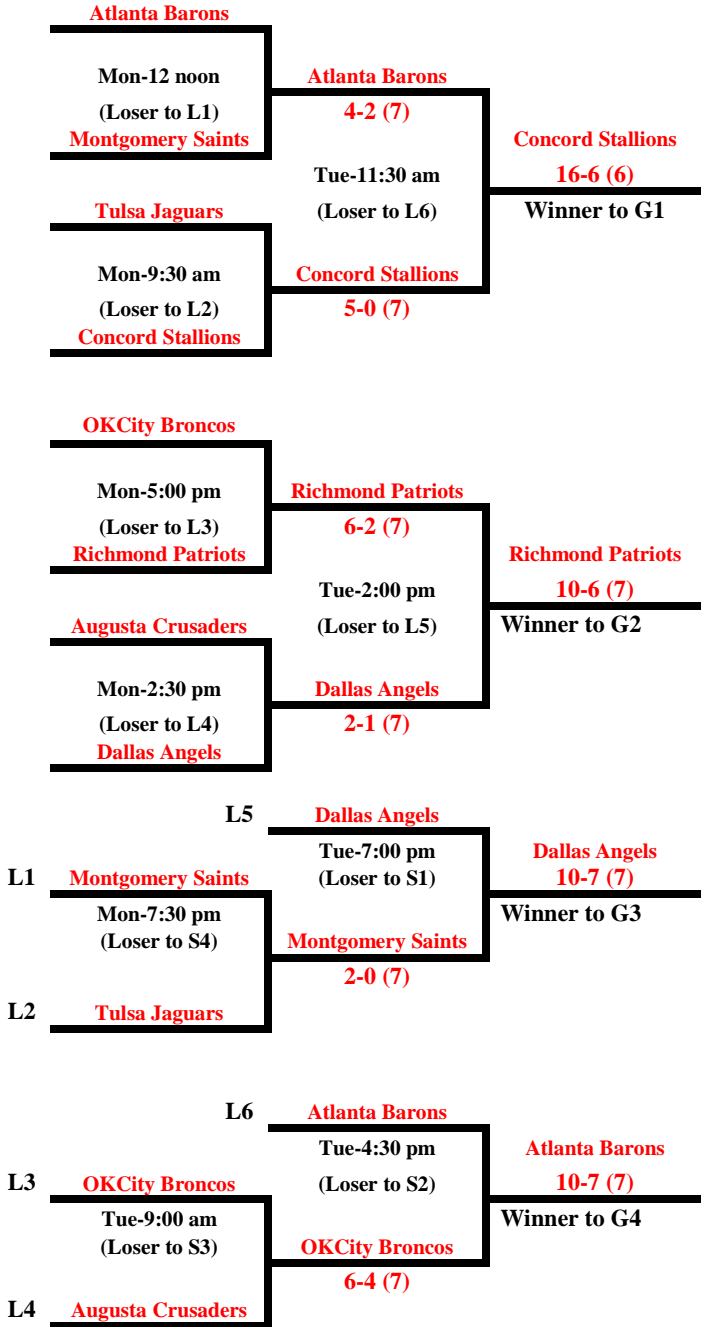 Atlanta Barons
Mon-12 noon
(Loser to L1)
Montgomery Saints
Atlanta Barons
4-2 (7)
Tue-11:30 am
(Loser to L6)
Concord Stallions
16-6 (6)
Winner to G1
Tulsa Jaguars
Mon-9:30 am
(Loser to L2)
Concord Stallions
Concord Stallions
5-0 (7)
OKCity Broncos
Mon-5:00 pm
(Loser to L3)
Richmond Patriots
Richmond Patriots
6-2 (7)
Tue-2:00 pm
(Loser to L5)
Richmond Patriots
10-6 (7)
Winner to G2
Augusta Crusaders
Mon-2:30 pm
(Loser to L4)
Dallas Angels
Dallas Angels
2-1 (7)
L5 Dallas Angels
Tue-7:00 pm
(Loser to S1)
Dallas Angels
10-7 (7)
Winner to G3
L1 Montgomery Saints
Mon-7:30 pm
(Loser to S4)
Montgomery Saints
2-0 (7)
L2 Tulsa Jaguars
L6 Atlanta Barons
Tue-4:30 pm
(Loser to S2)
Atlanta Barons
10-7 (7)
Winner to G4
L3 OKCity Broncos
Tue-9:00 am
(Loser to S3)
OKCity Broncos
6-4 (7)
L4 Augusta Crusaders